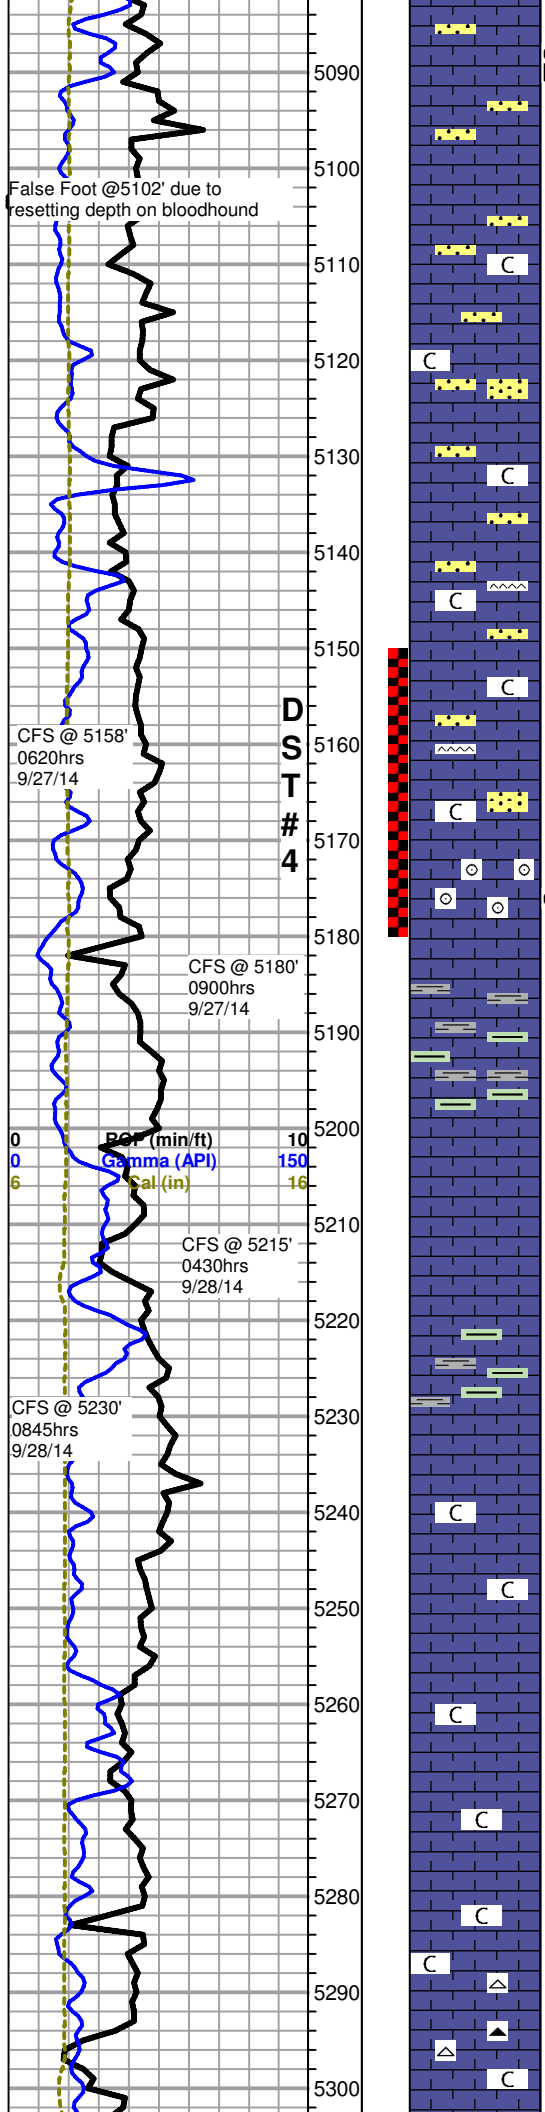 5090
5100
False Foot @5102' due to
resetting depth on bloodhound
5110
C
5120
C
5130
C
5140
C
5150
C
D
S
T
#
4
CFS @ 5158'
0620hrs
9/27/14
5160
C
5170
5180
CFS @ 5180'
0900hrs
9/27/14
5190
5200
0 ROP (min/ft) 10
0 Gamma (API) 150
6 Cal (in) 16
5210
CFS @ 5215'
0430hrs
9/28/14
5220
CFS @ 5230'
0845hrs
9/28/14
5230
5240
C
C
5250
5260
C
5270
C
5280
C
C
5290
5300
C